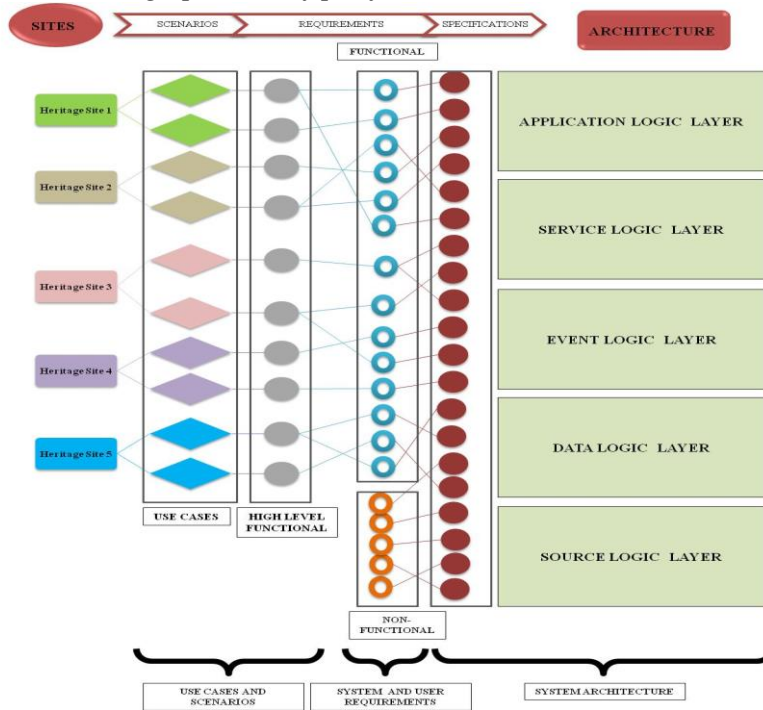 SITES
SCENARIOS
REQUIREMENTS
SPECIFICATIONS
ARCHITECTURE
FUNCTIONAL
Heritage Site 1
Heritage Site 2
Heritage Site 3
Heritage Site 4
Heritage Site 5
APPLICATION LOGIC LAYER
SERVICE LOGIC LAYER
EVENT LOGIC LAYER
DATA LOGIC LAYER
SOURCE LOGIC LAYER
USE CASES
HIGH LEVEL
FUNCTIONAL
NON-
FUNCTIONAL
USE CASES AND
SCENARIOS
SYSTEM AND USER
REQUIREMENTS
SYSTEM ARCHITECTURE